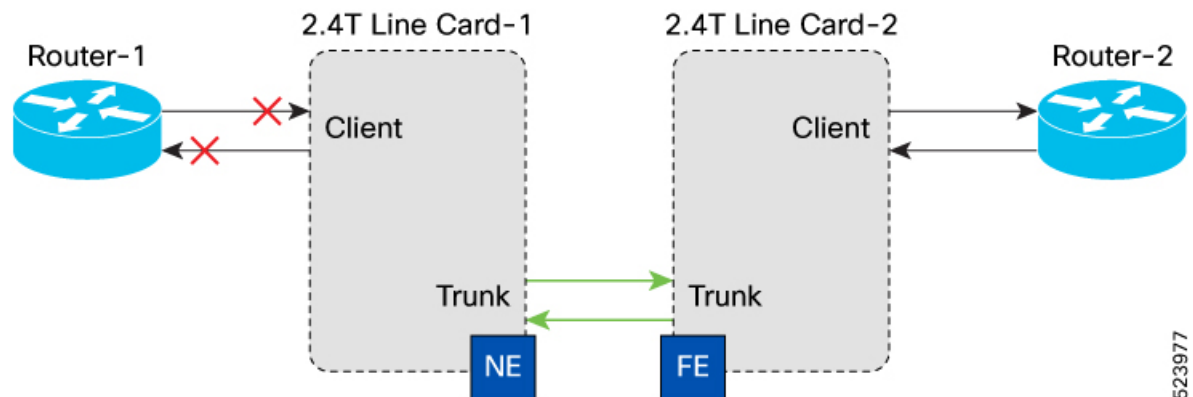 2.4T Line Card-1
2.4T Line Card-2
Router-1
Router-2
Client
Client
Trunk
Trunk
NE
FE
523977